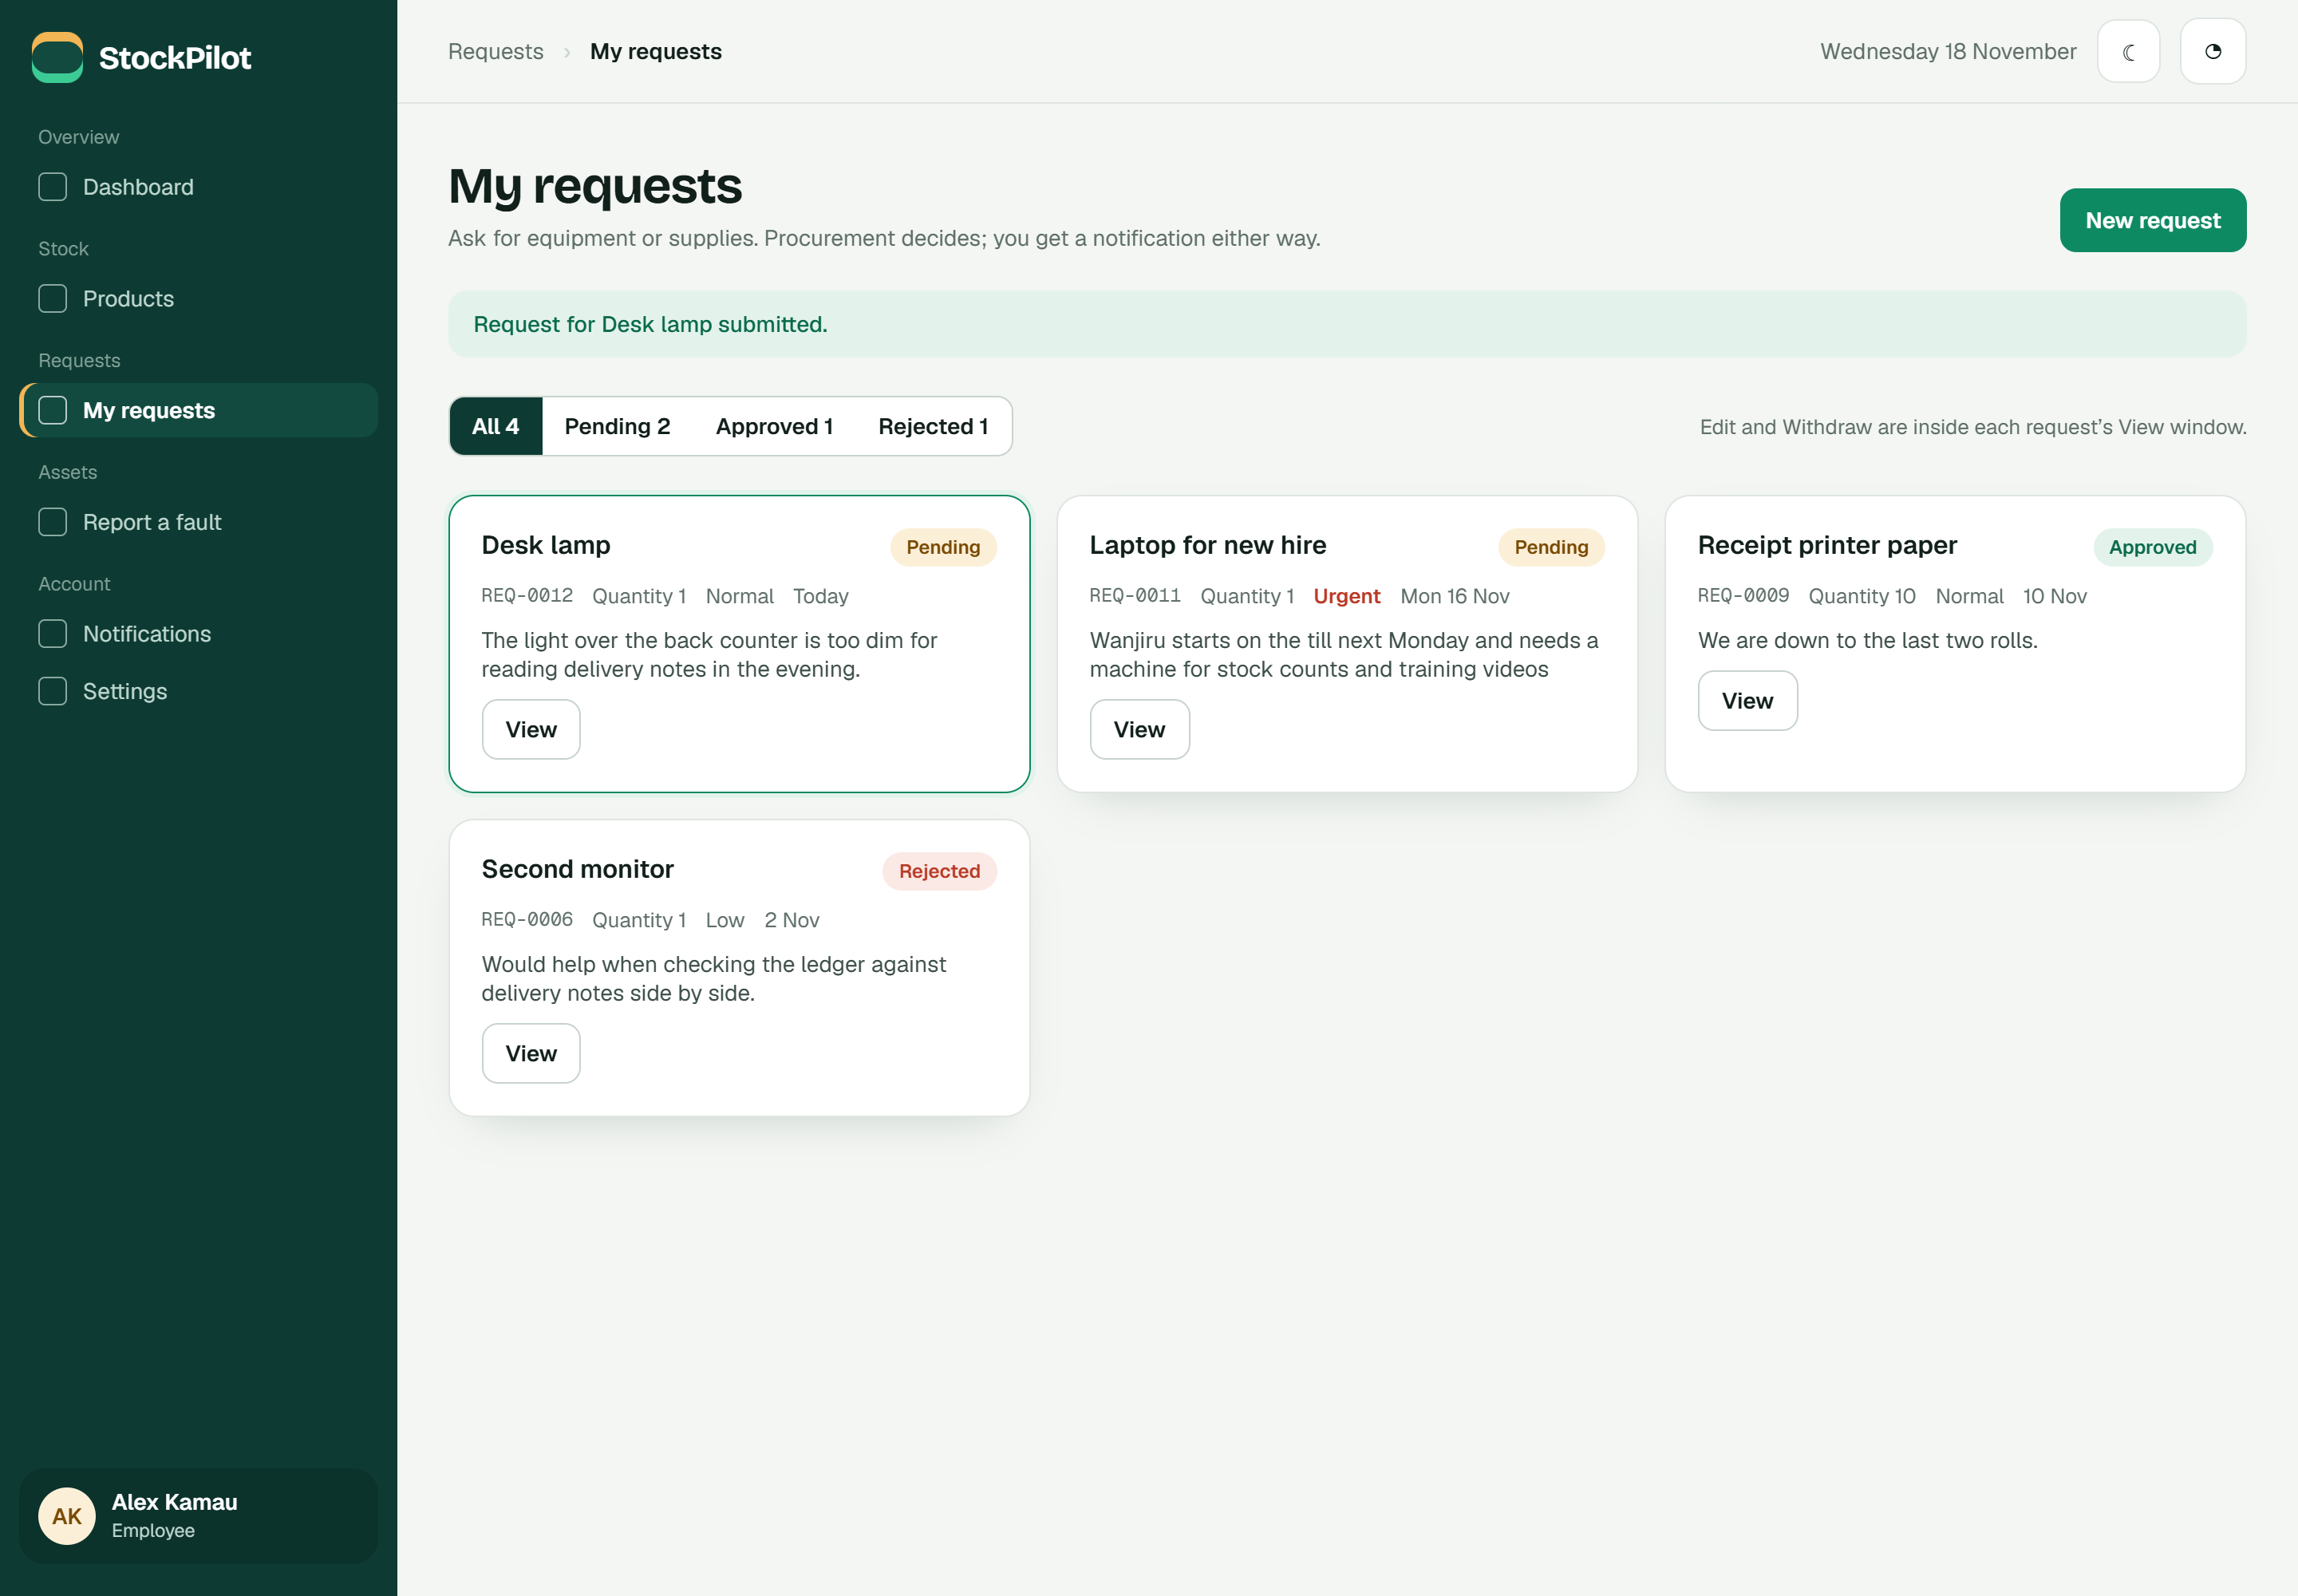 StockPilot
Overview
Dashboard
Stock
Products
Requests
My requests
Assets
Report a fault
Account
Notifications
Settings
AK
Alex Kamau
Employee
Requests › My requests
Wednesday 18 November
My requests
Ask for equipment or supplies. Procurement decides; you get a notification either way.
New request
Request for Desk lamp submitted.
All 4 Pending 2 Approved 1 Rejected 1
Edit and Withdraw are inside each request’s View window.
Desk lamp
Pending
REQ-0012 Quantity 1 Normal Today
The light over the back counter is too dim for
reading delivery notes in the evening.
View
Laptop for new hire
Pending
REQ-0011 Quantity 1 Urgent Mon 16 Nov
Wanjiru starts on the till next Monday and needs a
machine for stock counts and training videos
View
Receipt printer paper
Approved
REQ-0009 Quantity 10 Normal 10 Nov
We are down to the last two rolls.
View
Second monitor
Rejected
REQ-0006 Quantity 1 Low 2 Nov
Would help when checking the ledger against
delivery notes side by side.
View